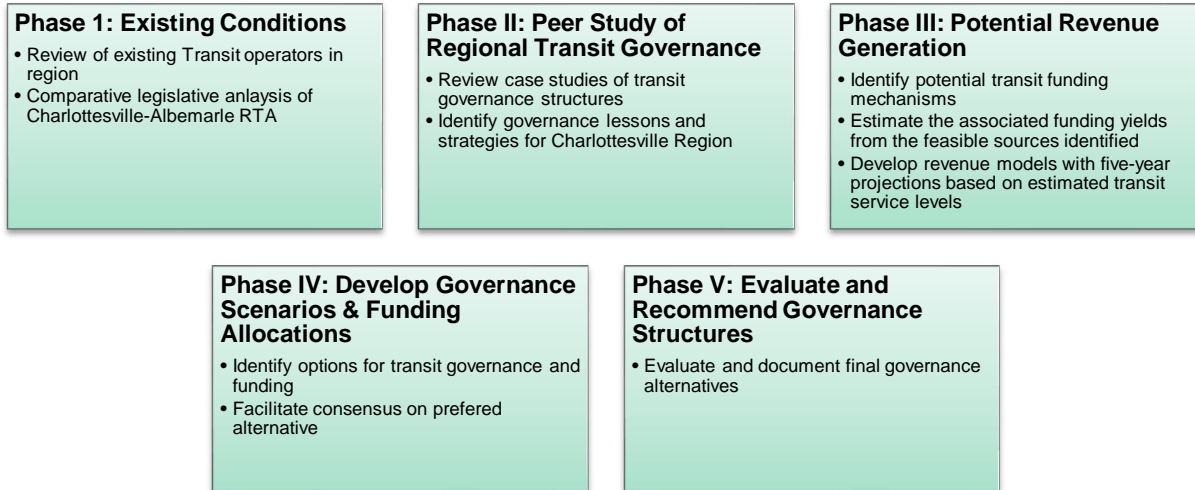 Phase 1: Existing Conditions
• Review of existing Transit operators in
region
• Comparative legislative anlaysis of
Charlottesville-Albemarle RTA
Phase II: Peer Study of
Regional Transit Governance
• Review case studies of transit
governance structures
• Identify governance lessons and
strategies for Charlottesville Region
Phase III: Potential Revenue
Generation
• Identify potential transit funding
mechanisms
• Estimate the associated funding yields
from the feasible sources identified
• Develop revenue models with five-year
projections based on estimated transit
service levels
Phase IV: Develop Governance
Scenarios & Funding
Allocations
• Identify options for transit governance and
funding
• Facilitate consensus on prefered
alternative
Phase V: Evaluate and
Recommend Governance
Structures
• Evaluate and document final governance
alternatives